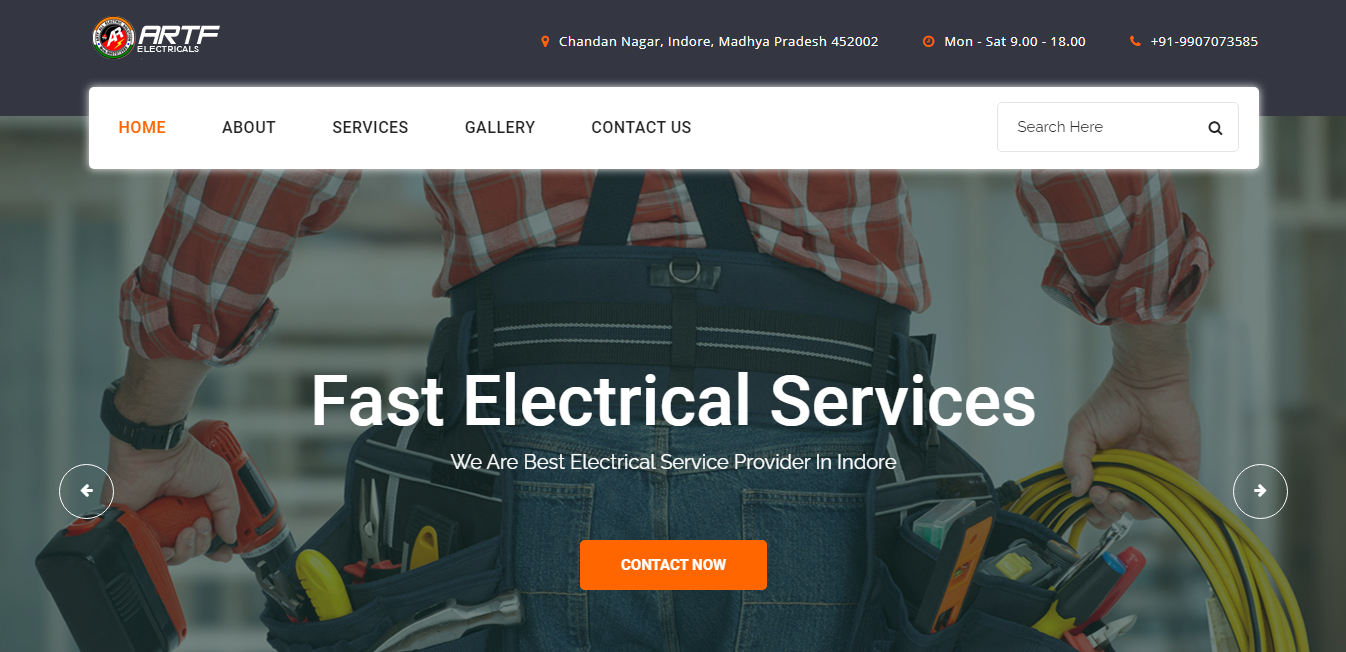 ARTF
ELECTRICALS
Chandan Nagar, Indore, Madhya Pradesh 452002
Mon - Sat 9.00 - 18.00
+91-9907073585
HOME
ABOUT
SERVICES
GALLERY
CONTACT US
Search Here
Fast Electrical Services
We Are Best Electrical Service Provider In Indore
CONTACT NOW